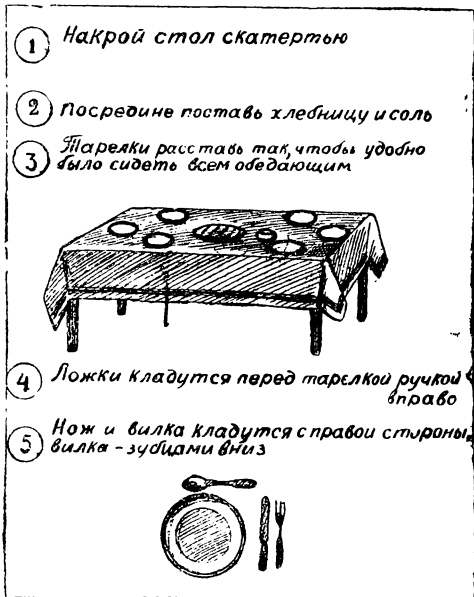 1 Накрой стол скатертью
2 Посредине поставь хлебницу и соль
3 Тарелки расставь так, чтобы удобно
было сидеть всем обедающим
4 Ложки кладутся перед тарелкой ручкой
вправо
5 Нож и вилка кладутся с правой стороны,
вилка - зубцами вниз